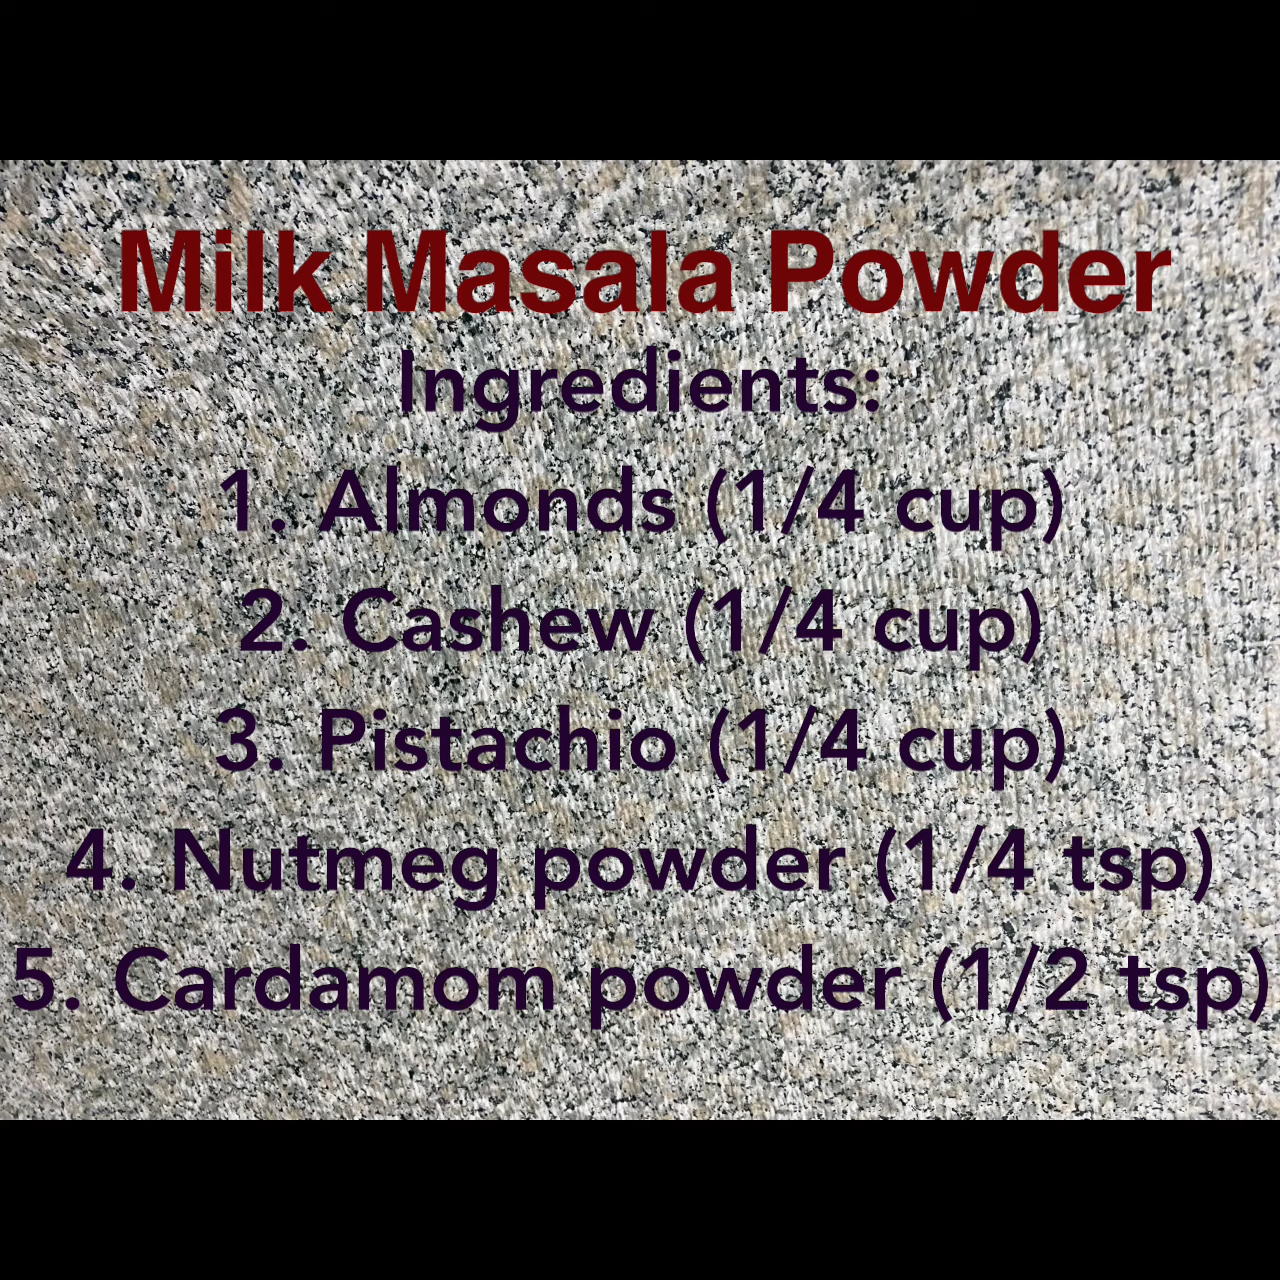 Milk Masala Powder
Ingredients:
1. Almonds (1/4 cup)
2. Cashew (1/4 cup)
3. Pistachio (1/4 cup)
4. Nutmeg powder (1/4 tsp)
5. Cardamom powder (1/2 tsp)